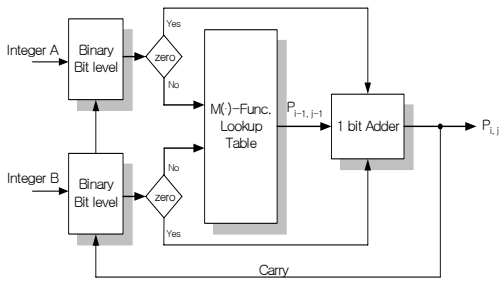 Integer A
Binary
Bit level
Yes
zero
No
M(·)-Func.
Lookup
Table
P i-1, j-1
1 bit Adder
P i, j
Integer B
Binary
Bit level
No
zero
Yes
Carry